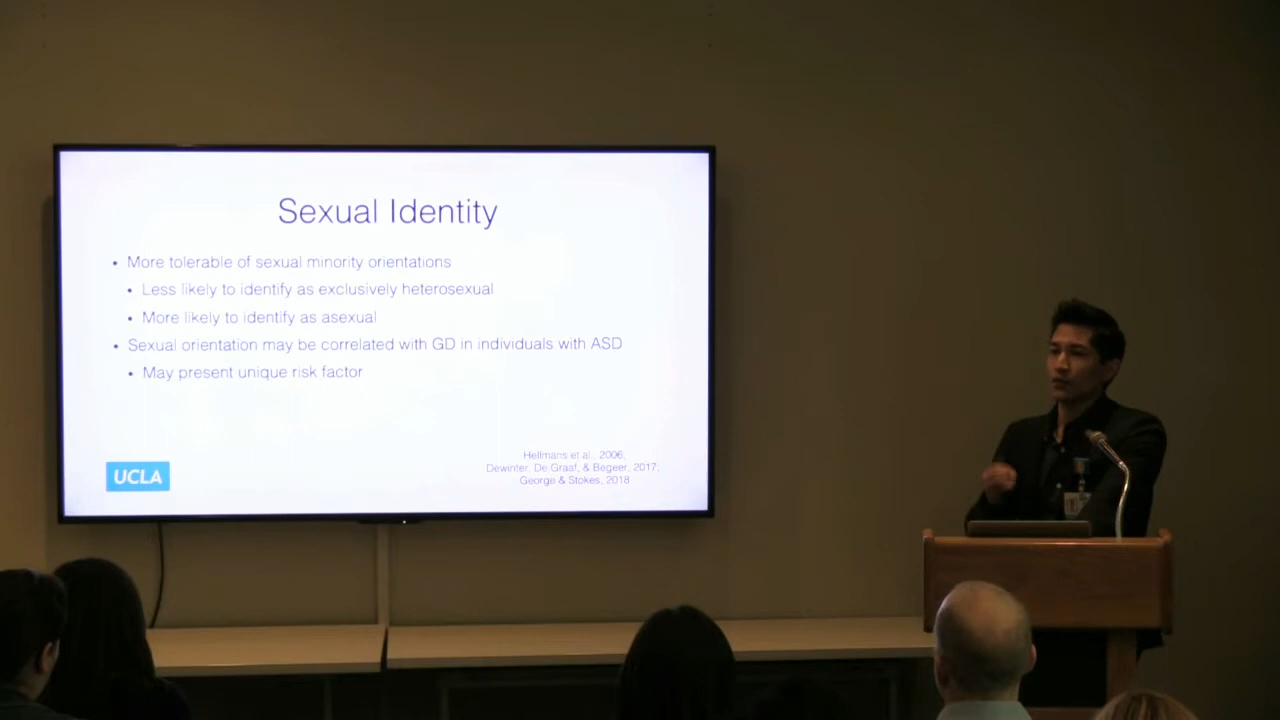 Sexual Identity
• More tolerable of sexual minority orientations
• Less likely to identify as exclusively heterosexual
• More likely to identify as asexual
• Sexual orientation may be correlated with GD in individuals with ASD
• May present unique risk factor
Hellmans et al., 2006,
Dewinter, De Graaf, & Begeer, 2017,
George & Stokes, 2018
UCLA